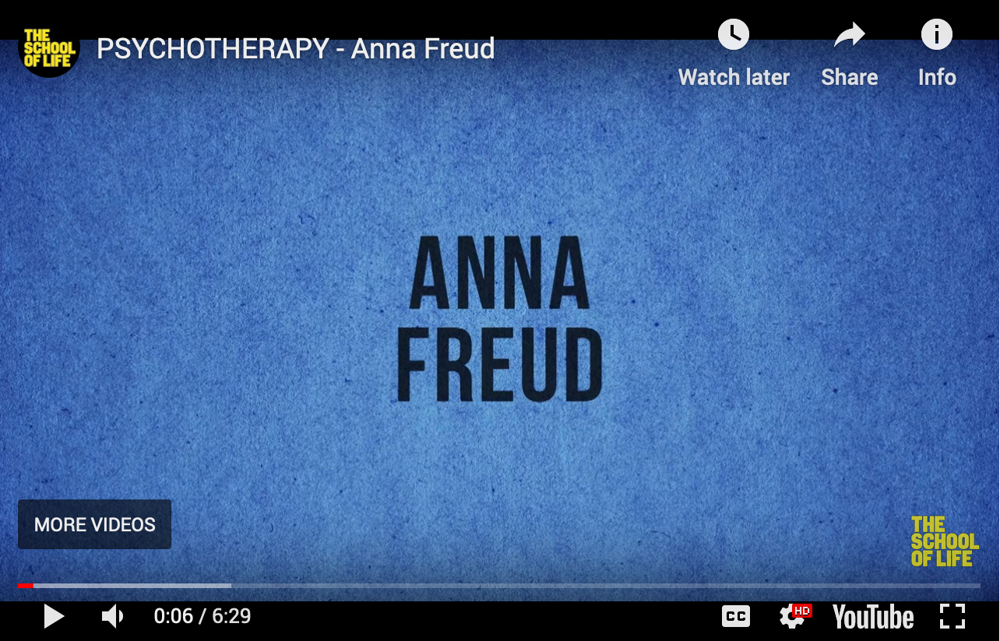 THE
SCHOOL
OF LIFE
PSYCHOTHERAPY - Anna Freud
Watch later
Share
Info
ANNA
FREUD
MORE VIDEOS
THE
SCHOOL
OF LIFE
0:06 / 6:29
CC
HD
YouTube